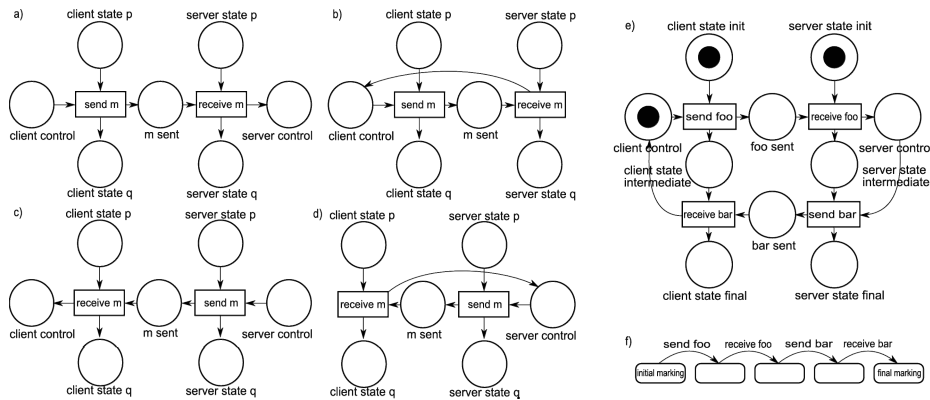 a)
client state p
server state p
send m
receive m
client control
m sent
server control
client state q
server state q
b)
client state p
server state p
send m
receive m
client control
m sent
client state q
server state q
c)
client state p
server state p
receive m
send m
client control
m sent
server control
client state q
server state q
d)
client state p
server state p
receive m
send m
m sent
server control
client state q
server state q
e)
client state init
server state init
send foo
receive foo
client control
foo sent
server contro
client state
intermediate
server state
intermediate
receive bar
send bar
bar sent
client state final
server state final
f)
send foo
receive foo
send bar
receive bar
initial marking
final marking